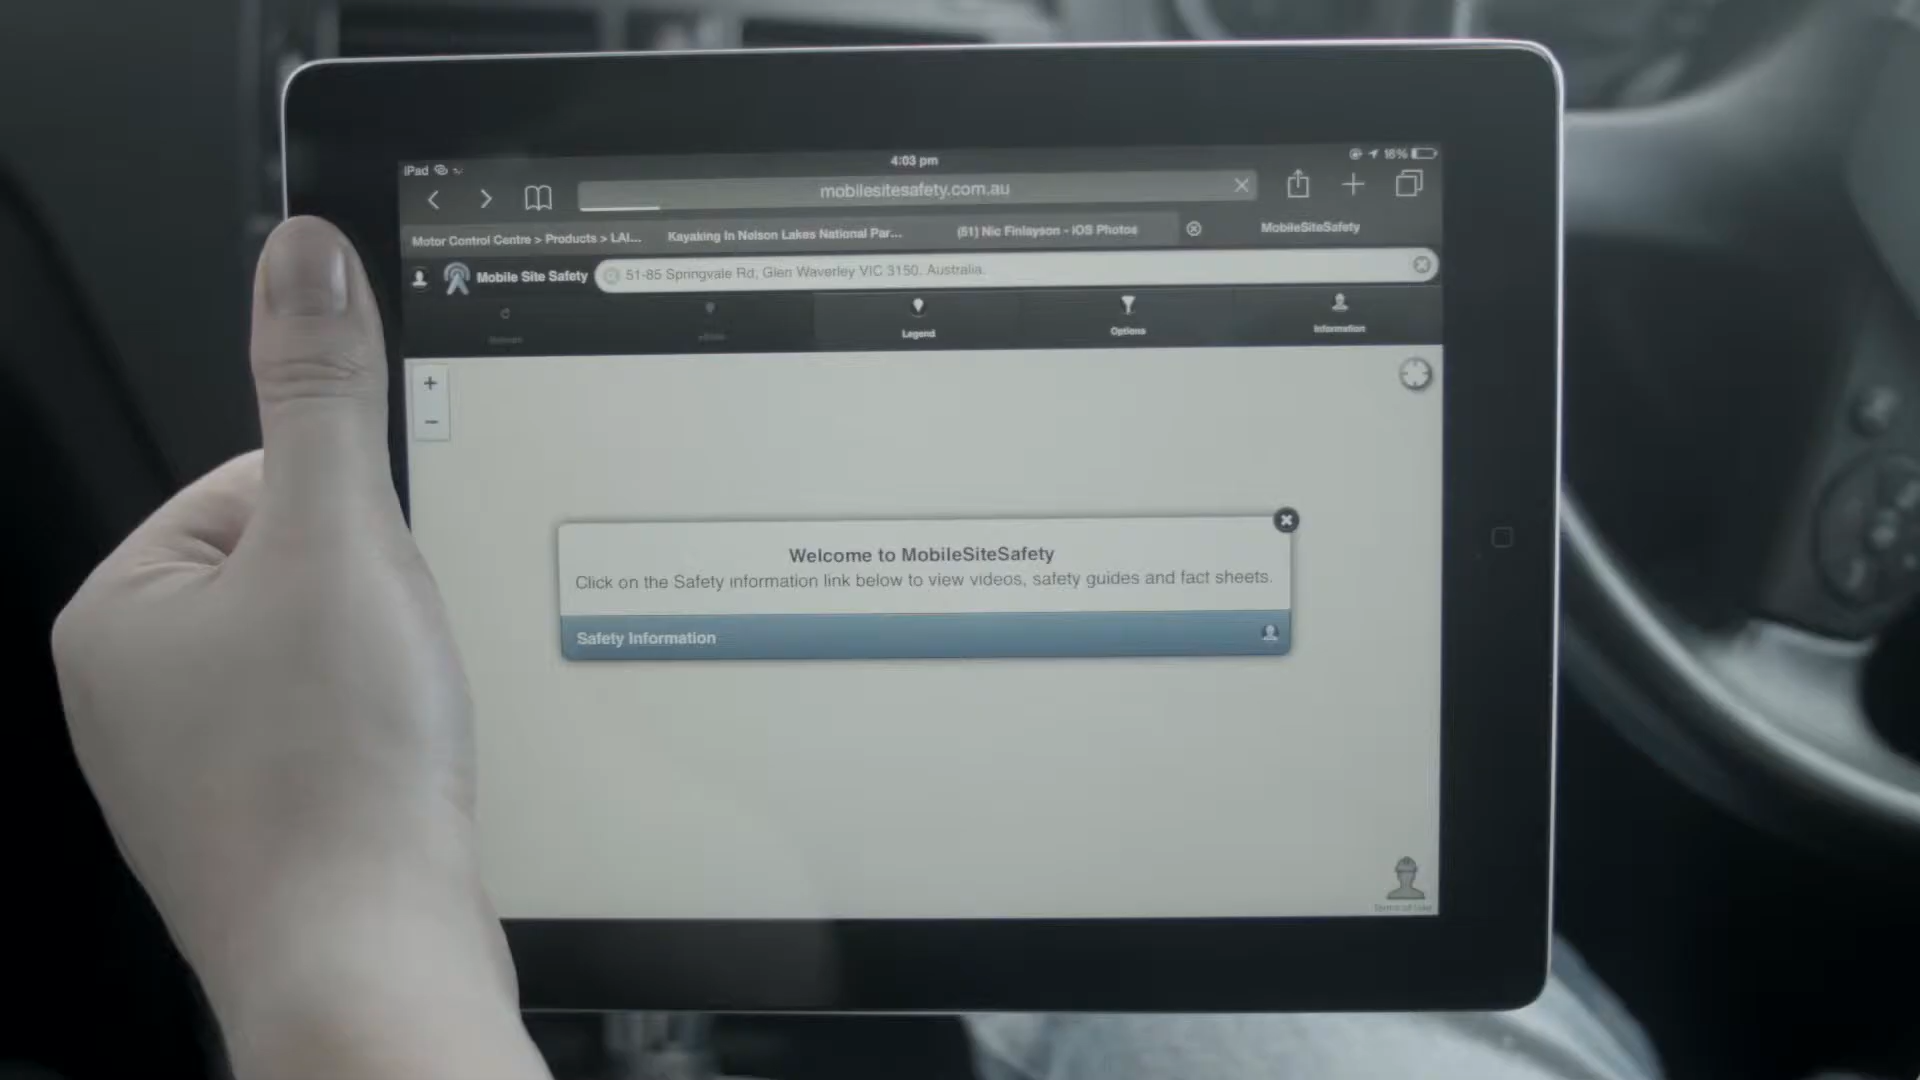 iPad
4:03 pm
16%
mobilesitesafety.com.au
Motor Control Centre > Products > LAI...
Kayaking In Nelson Lakes National Par...
(51) Nic Finlayson - iOS Photos
MobileSiteSafety
Mobile Site Safety
51-85 Springvale Rd, Glen Waverley VIC 3150, Australia.
Legend
Options
Information
+
−
Welcome to MobileSiteSafety
Click on the Safety information link below to view videos, safety guides and fact sheets.
Safety Information